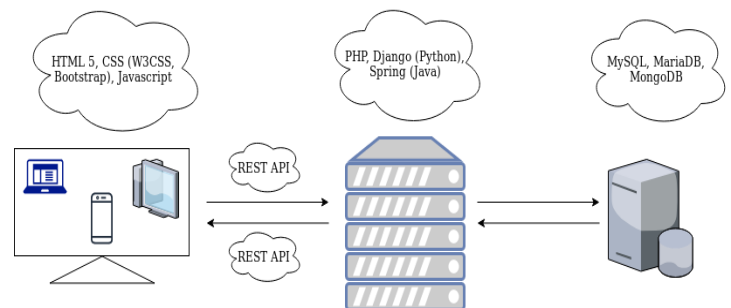 HTML 5, CSS (W3CSS,
Bootstrap), Javascript
PHP, Django (Python),
Spring (Java)
MySQL, MariaDB,
MongoDB
REST API
REST API